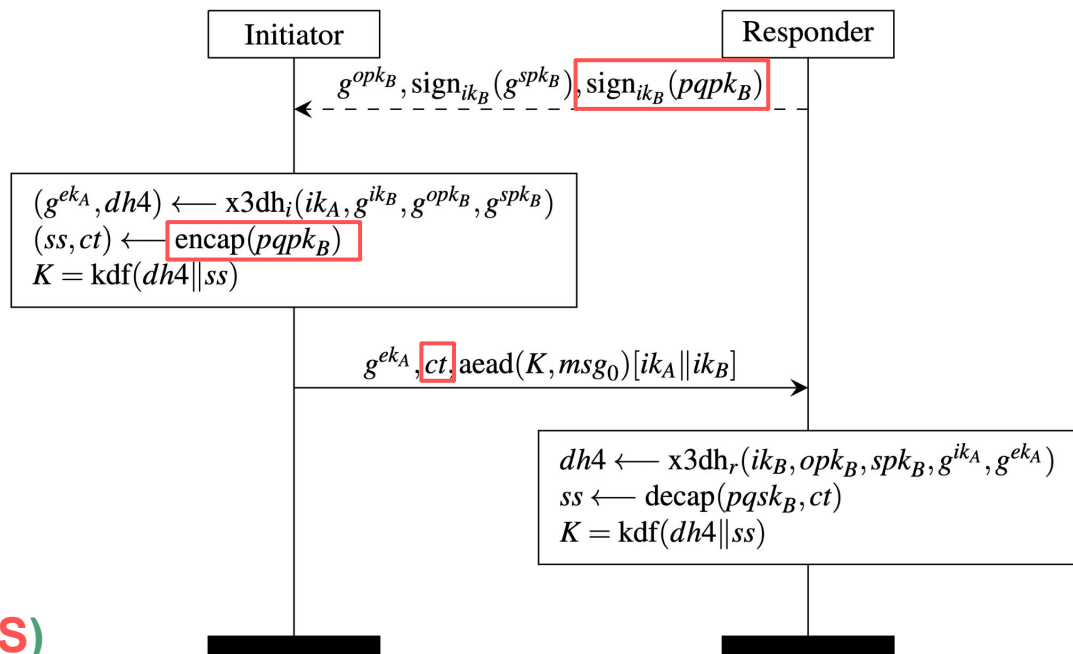 Initiator
Responder
g^{opk_B}, sign_{ik_B}(g^{spk_B}), sign_{ik_B}(pqpk_B)
(g^{ek_A}, dh4) ⟵ x3dh_i(ik_A, g^{ik_B}, g^{opk_B}, g^{spk_B})
(ss, ct) ⟵ encap(pqpk_B)
K = kdf(dh4∥ss)
g^{ek_A}, ct, aead(K, msg_0)[ik_A∥ik_B]
dh4 ⟵ x3dh_r(ik_B, opk_B, spk_B, g^{ik_A}, g^{ek_A})
ss ⟵ decap(pqsk_B, ct)
K = kdf(dh4∥ss)
S)